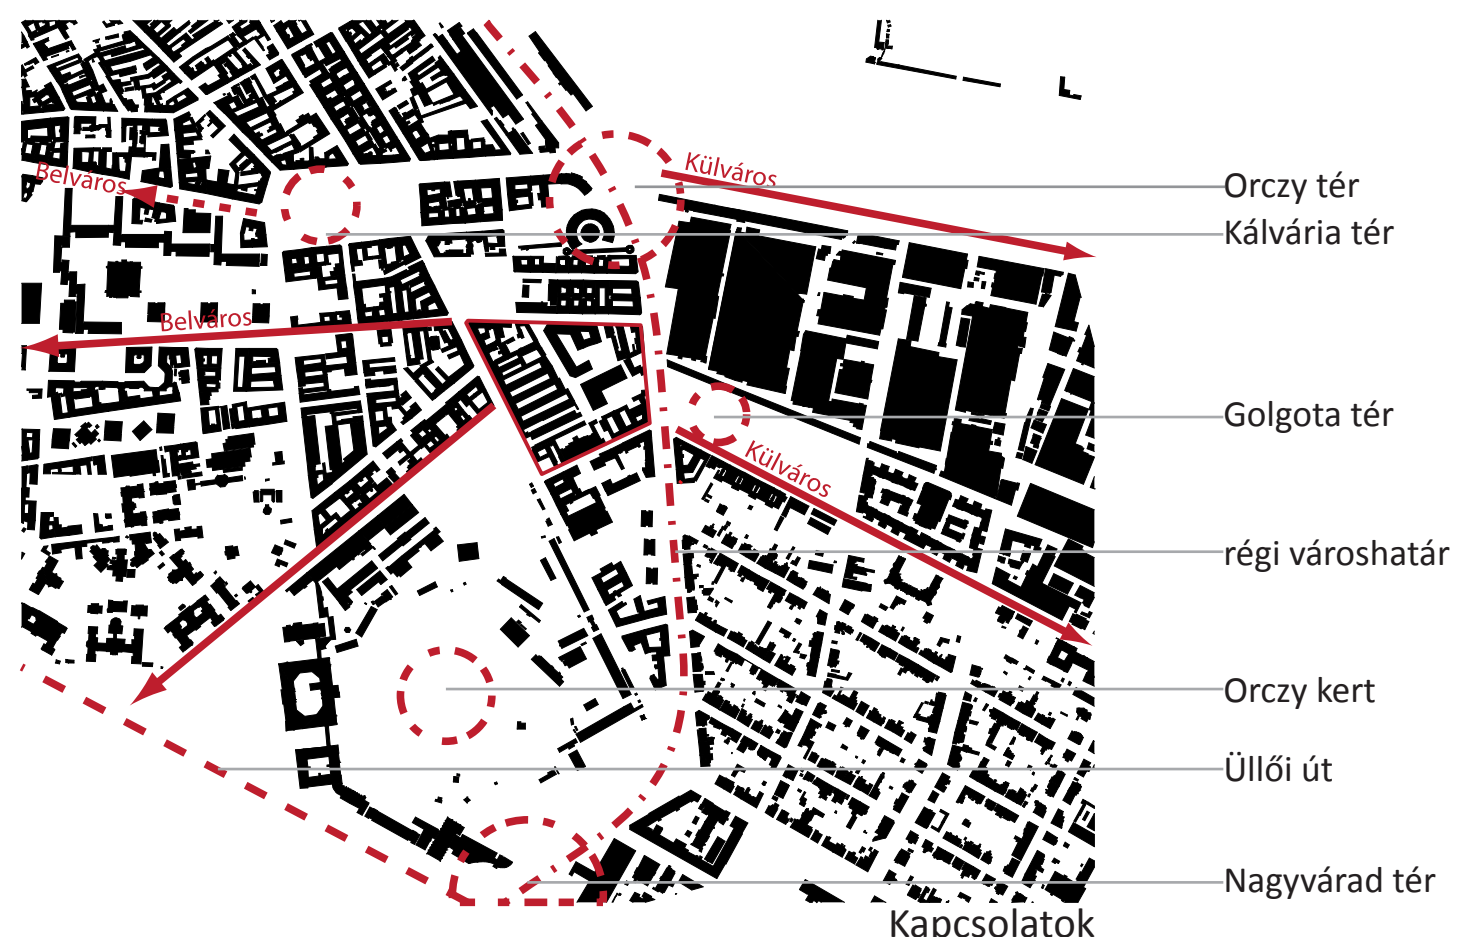 Belváros
Külváros
Orczy tér
Kálvária tér
Belváros
Golgota tér
Külváros
régi városhatár
Orczy kert
Üllői út
Nagyvárad tér
Kapcsolatok